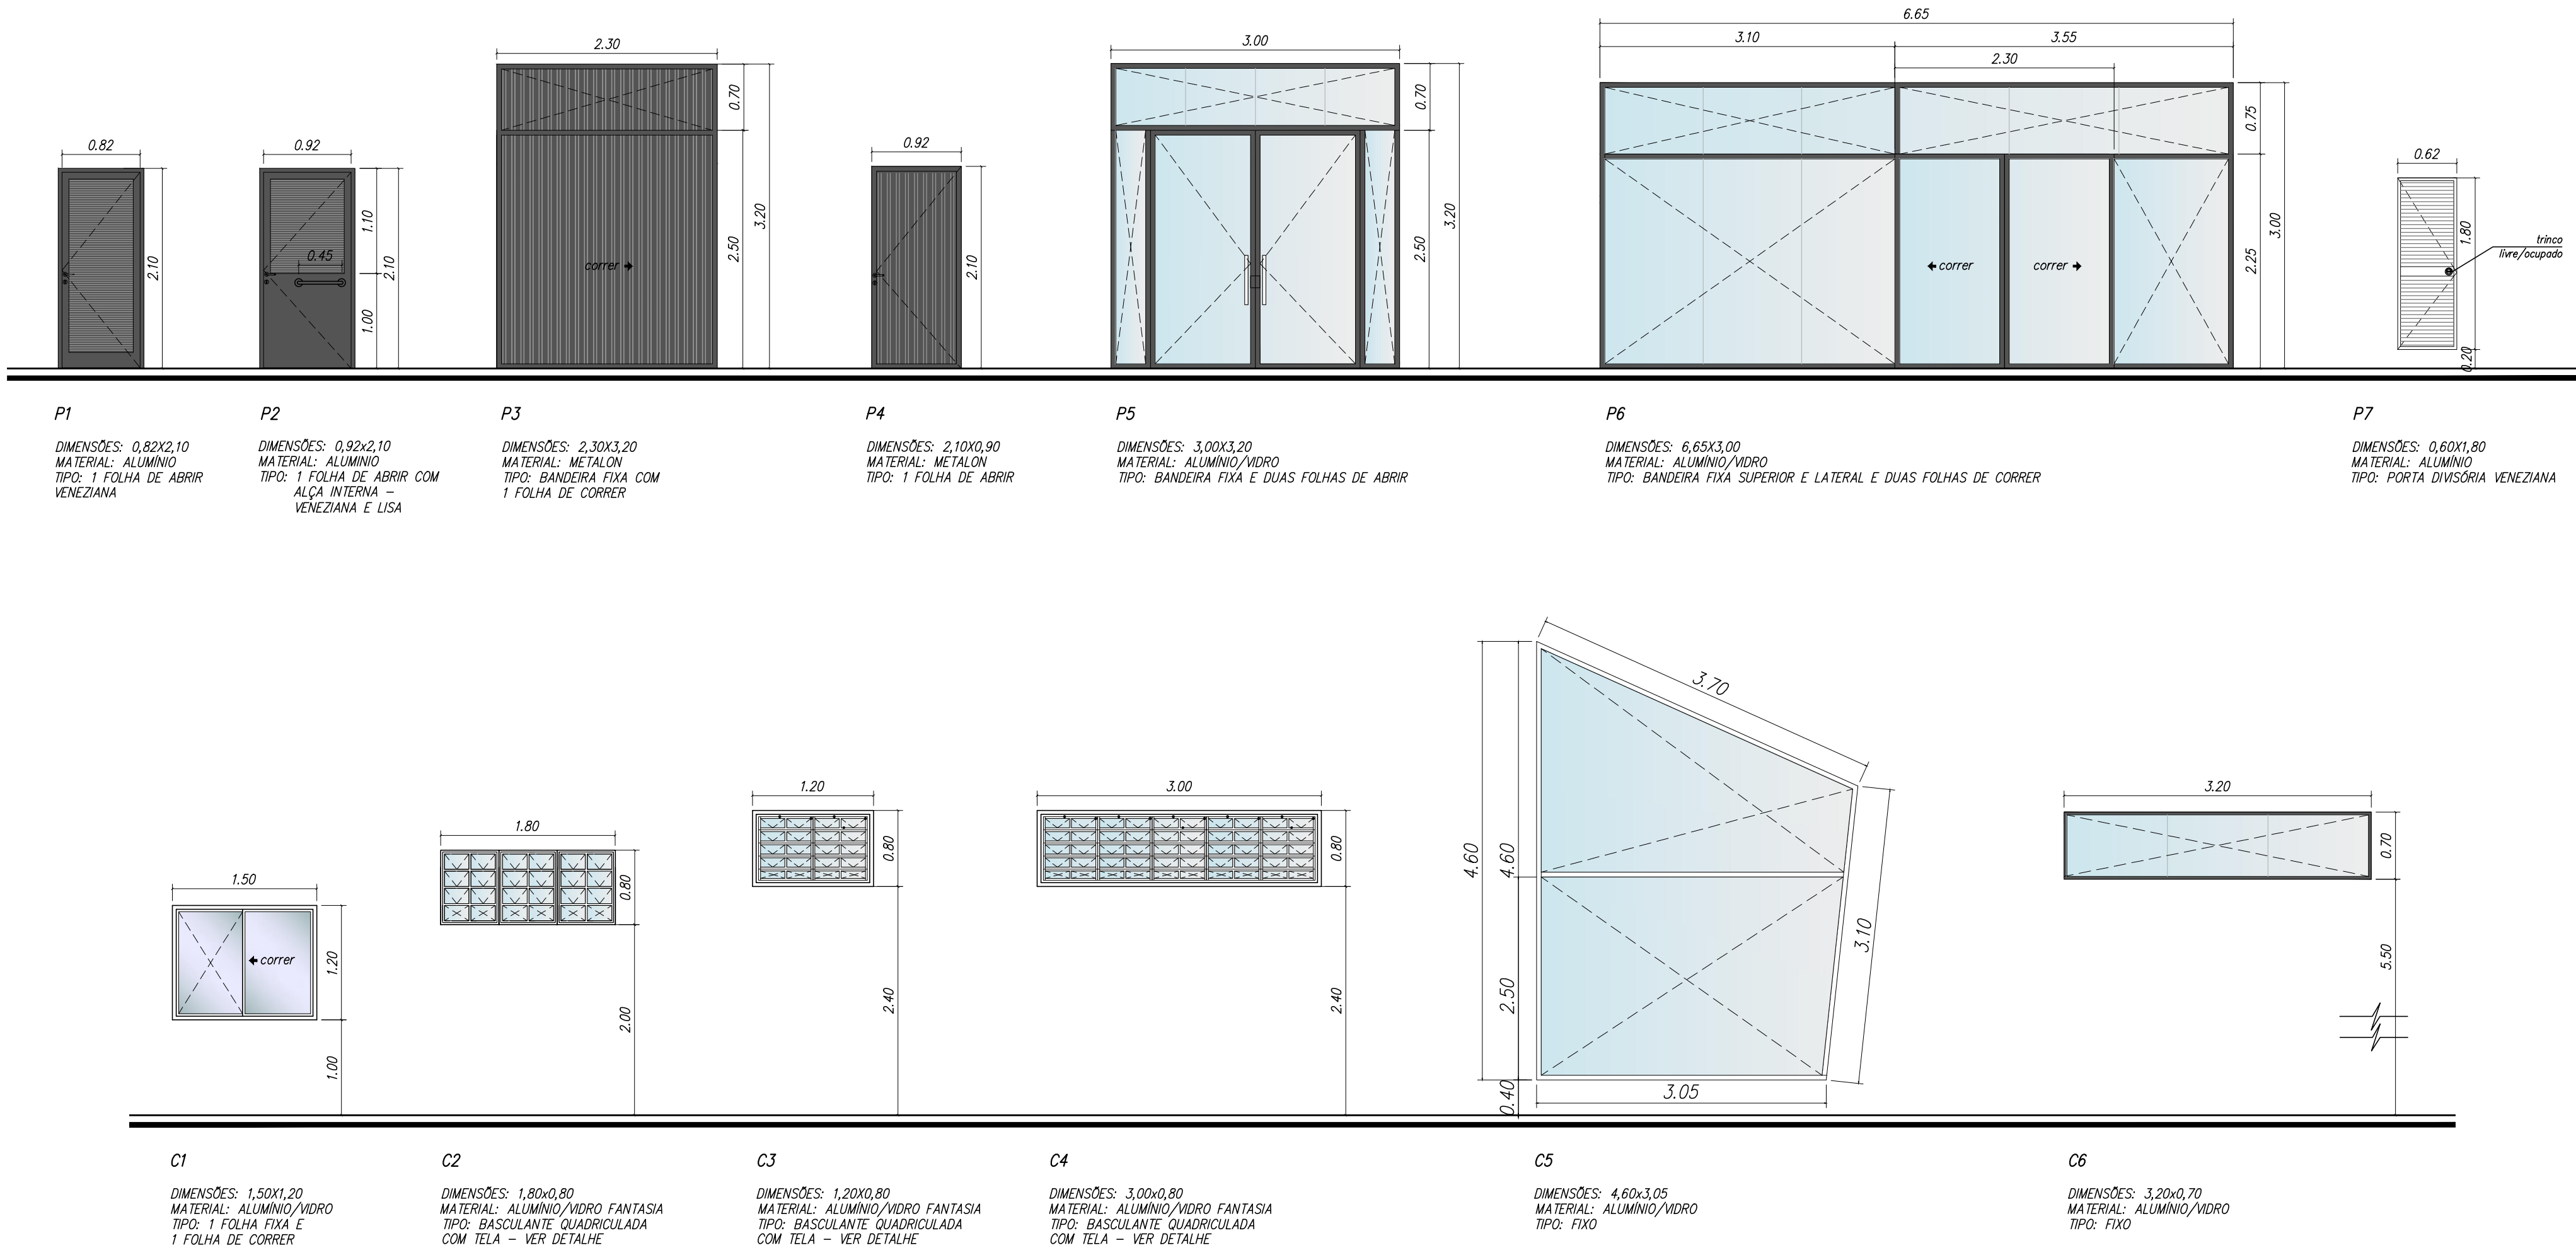 6.65
3.10
3.55
2.30
2.30
3.00
0.70
0.70
0.75
0.82
0.92
0.92
0.62
1.10
0.45
2.10
1.00
2.10
2.50
3.20
correr
2.10
2.50
3.20
correr
correr
2.25
3.00
1.80
0.20
trinco
livre/ocupado
P1
DIMENSÕES: 0,82X2,10
MATERIAL: ALUMÍNIO
TIPO: 1 FOLHA DE ABRIR
VENEZIANA
P2
DIMENSÕES: 0,92x2,10
MATERIAL: ALUMINIO
TIPO: 1 FOLHA DE ABRIR COM
ALÇA INTERNA –
VENEZIANA E LISA
P3
DIMENSÕES: 2,30X3,20
MATERIAL: METALON
TIPO: BANDEIRA FIXA COM
1 FOLHA DE CORRER
P4
DIMENSÕES: 2,10X0,90
MATERIAL: METALON
TIPO: 1 FOLHA DE ABRIR
P5
DIMENSÕES: 3,00X3,20
MATERIAL: ALUMÍNIO/VIDRO
TIPO: BANDEIRA FIXA E DUAS FOLHAS DE ABRIR
P6
DIMENSÕES: 6,65X3,00
MATERIAL: ALUMÍNIO/VIDRO
TIPO: BANDEIRA FIXA SUPERIOR E LATERAL E DUAS FOLHAS DE CORRER
P7
DIMENSÕES: 0,60X1,80
MATERIAL: ALUMÍNIO
TIPO: PORTA DIVISÓRIA VENEZIANA
1.50
correr
1.20
1.00
1.80
0.80
2.00
1.20
0.80
2.40
3.00
0.80
2.40
3.70
4.60
4.60
2.50
0.40
3.10
3.05
3.20
0.70
5.50
C1
DIMENSÕES: 1,50X1,20
MATERIAL: ALUMÍNIO/VIDRO
TIPO: 1 FOLHA FIXA E
1 FOLHA DE CORRER
C2
DIMENSÕES: 1,80x0,80
MATERIAL: ALUMÍNIO/VIDRO FANTASIA
TIPO: BASCULANTE QUADRICULADA
COM TELA – VER DETALHE
C3
DIMENSÕES: 1,20X0,80
MATERIAL: ALUMÍNIO/VIDRO FANTASIA
TIPO: BASCULANTE QUADRICULADA
COM TELA – VER DETALHE
C4
DIMENSÕES: 3,00x0,80
MATERIAL: ALUMÍNIO/VIDRO FANTASIA
TIPO: BASCULANTE QUADRICULADA
COM TELA – VER DETALHE
C5
DIMENSÕES: 4,60x3,05
MATERIAL: ALUMÍNIO/VIDRO
TIPO: FIXO
C6
DIMENSÕES: 3,20x0,70
MATERIAL: ALUMÍNIO/VIDRO
TIPO: FIXO